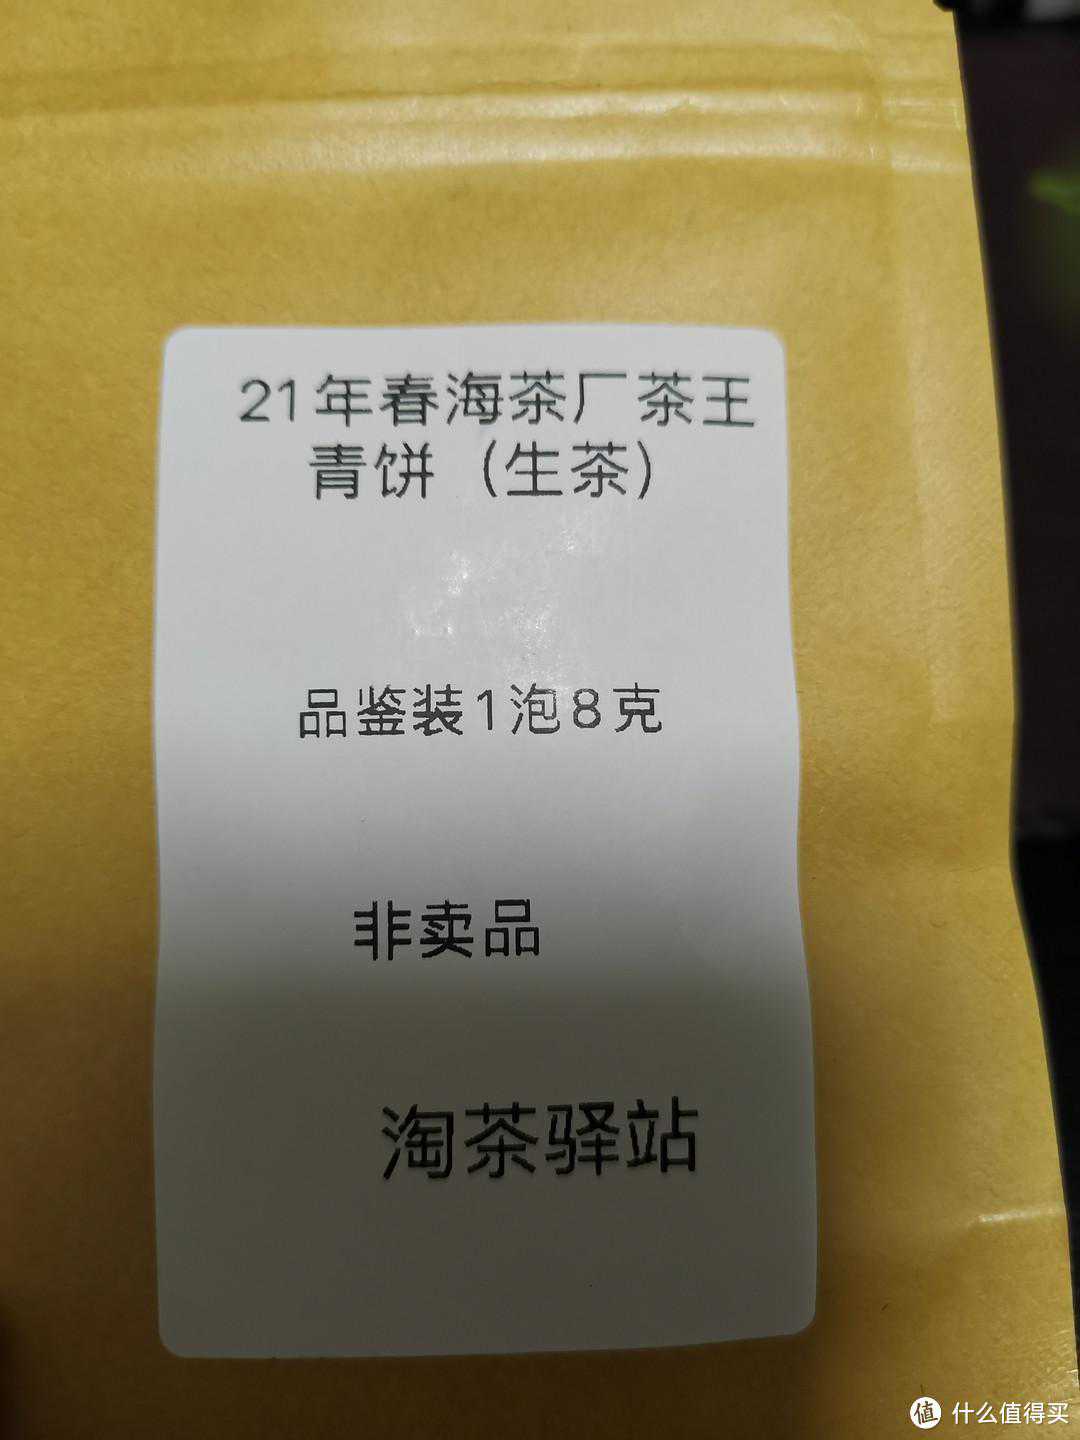 21年春海茶厂茶王
青饼（生茶）
品鉴装1泡8克
非卖品
淘茶驿站
值 什么值得买